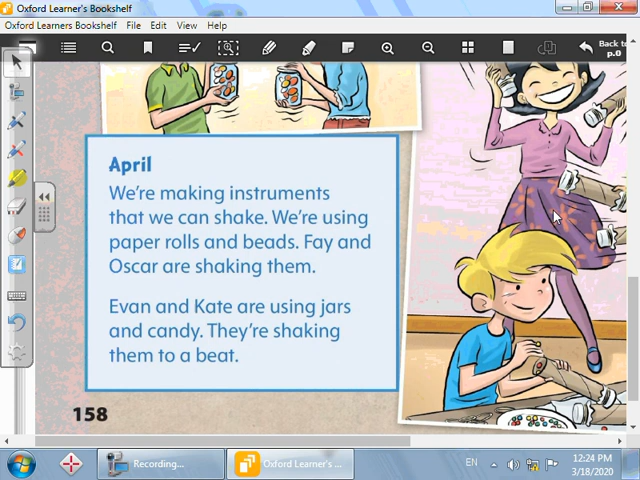 Oxford Learner's Bookshelf
Oxford Learners Bookshelf File Edit View Help
Back to
p.0
April
We're making instruments
that we can shake. We're using
paper rolls and beads. Fay and
Oscar are shaking them.
Evan and Kate are using jars
and candy. They're shaking
them to a beat.
158
Recording...
Oxford Learner's ...
EN
12:24 PM
3/18/2020